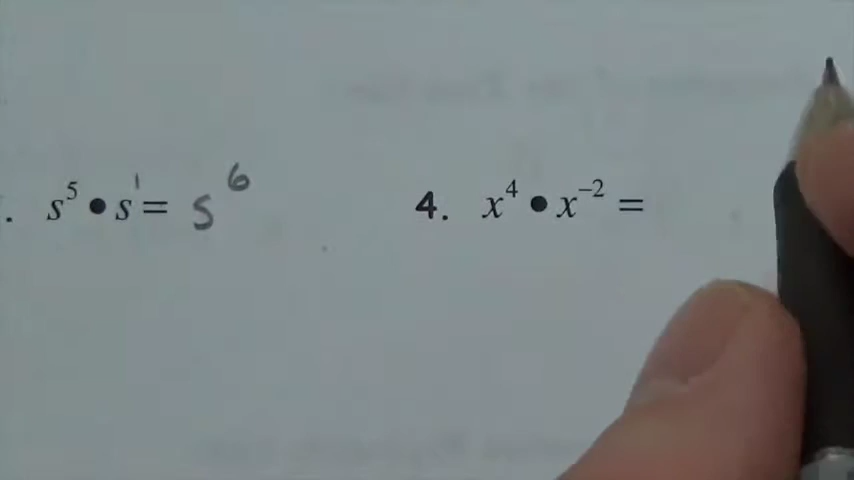 . s⁵ • s¹ = s⁶
4. x⁴ • x⁻² =